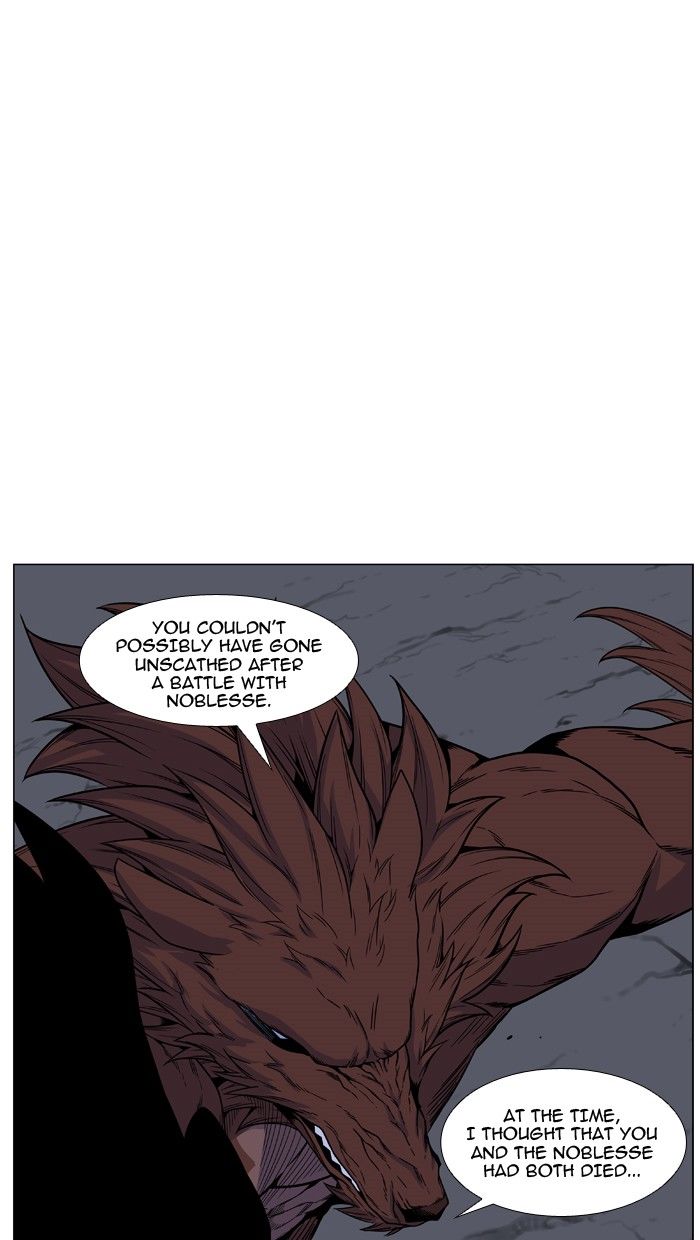 YOU COULDN'T
POSSIBLY HAVE GONE
UNSCATHED AFTER
A BATTLE WITH
NOBLESSE.
AT THE TIME,
I THOUGHT THAT YOU
AND THE NOBLESSE
HAD BOTH DIED...